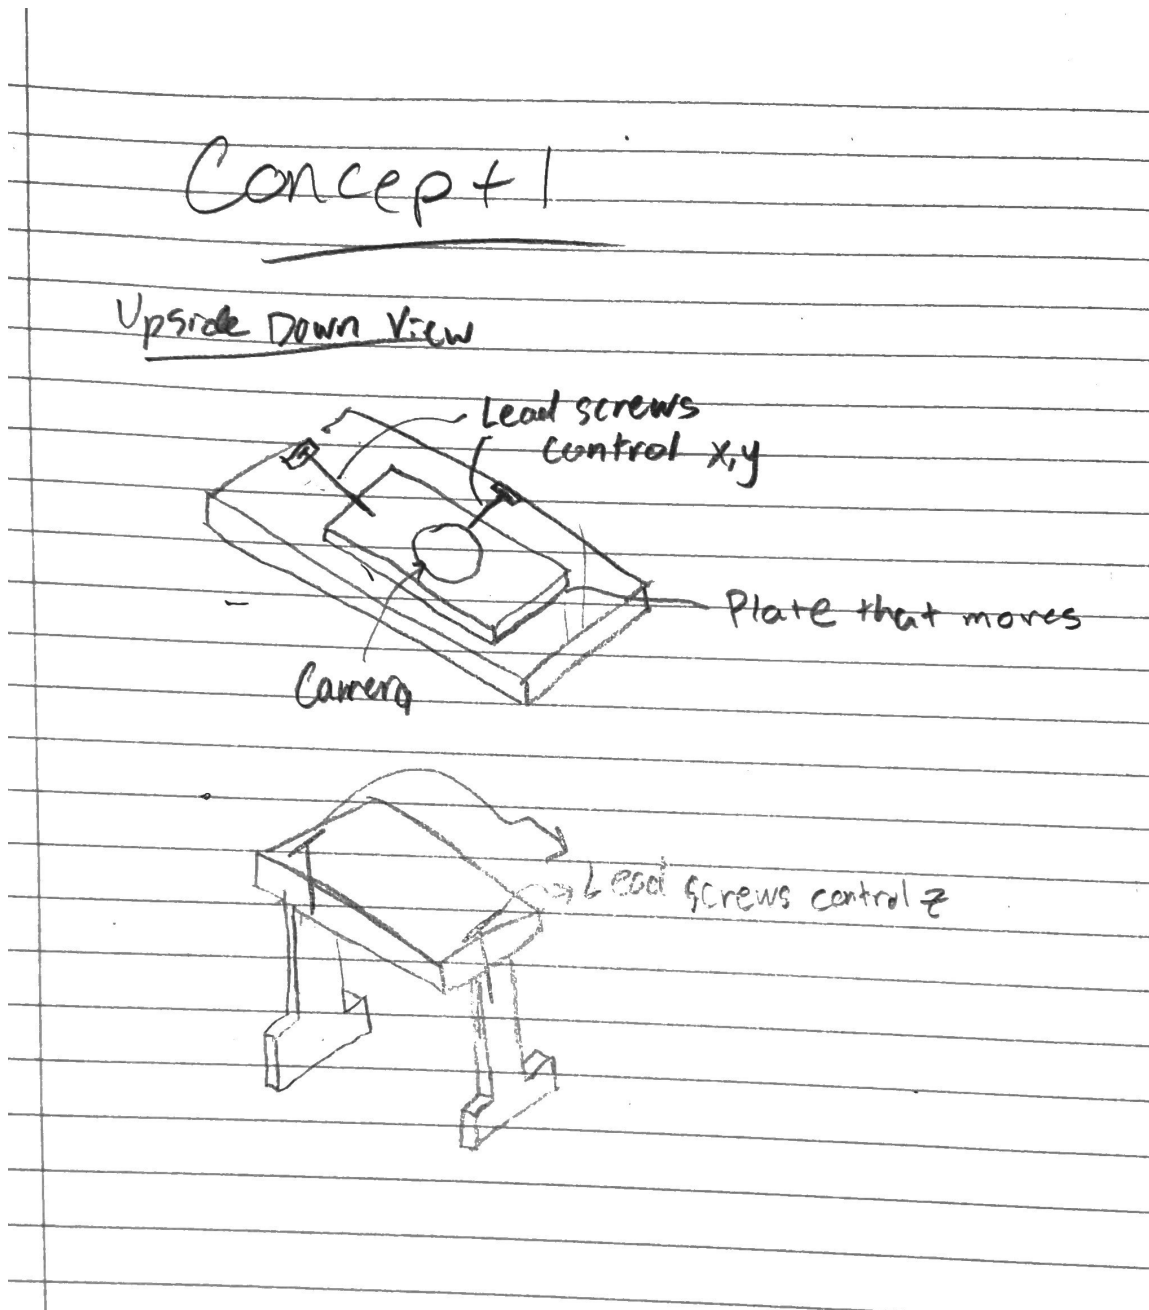 Concept 1
Upside Down View
Lead screws
control x,y
Plate that moves
Camera
Lead screws control z